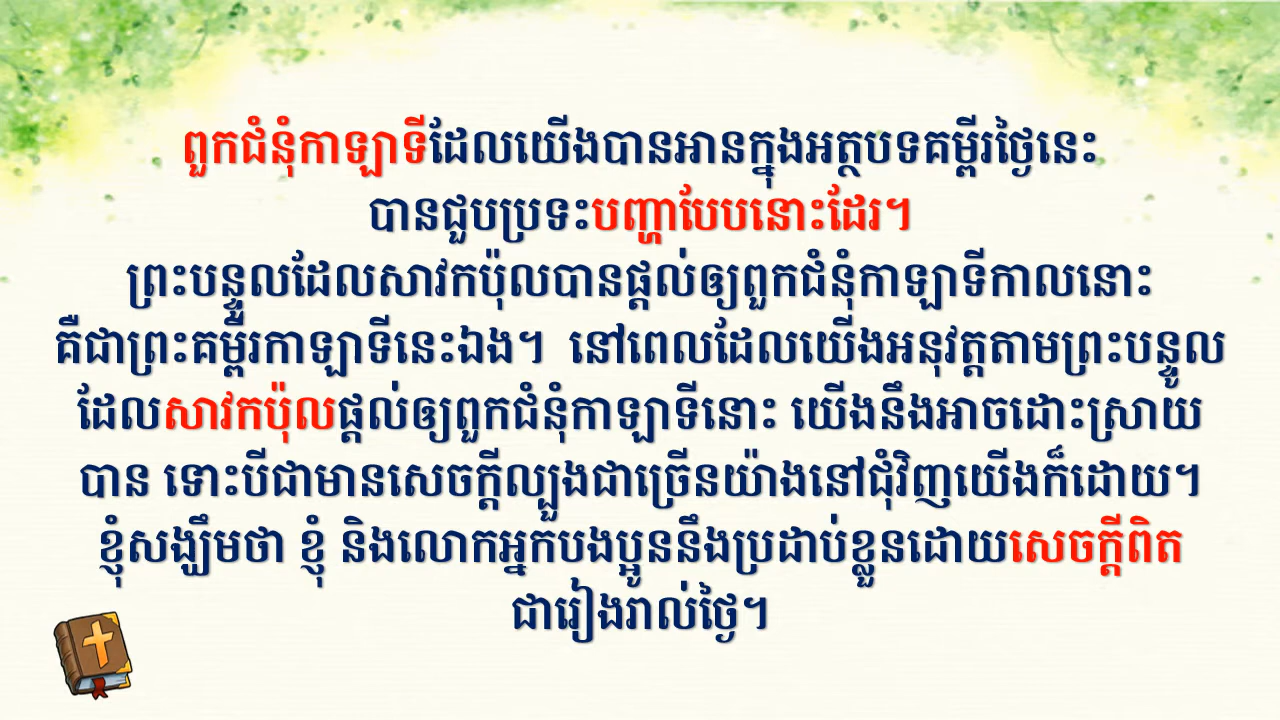 ពួកជំនុំកាឡាទីដែលយើងបានអានក្នុងអត្ថបទគម្ពីរថ្ងៃនេះ
បានជួបប្រទះបញ្ហាបែបនោះដែរ។
ព្រះបន្ទូលដែលសាវកប៉ុលបានផ្តល់ឲ្យពួកជំនុំកាឡាទីកាលនោះ
គឺជាព្រះគម្ពីរកាឡាទីនេះឯង។ នៅពេលដែលយើងអនុវត្តតាមព្រះបន្ទូល
ដែលសាវកប៉ុលផ្តល់ឲ្យពួកជំនុំកាឡាទីនោះ យើងនឹងអាចដោះស្រាយ
បាន ទោះបីជាមានសេចក្តីល្បួងជាច្រើនយ៉ាងនៅជុំវិញយើងក៏ដោយ។
ខ្ញុំសង្ឃឹមថា ខ្ញុំ និងលោកអ្នកបងប្អូននឹងប្រដាប់ខ្លួនដោយសេចក្តីពិត
ជារៀងរាល់ថ្ងៃ។